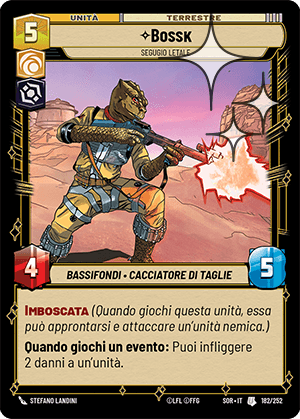 5
UNITÀ
TERRESTRE
BOSSK
SEGUGIO LETALE
4
5
BASSIFONDI • CACCIATORE DI TAGLIE
IMBOSCATA (Quando giochi questa unità, essa
può approntarsi e attaccare un'unità nemica.)
Quando giochi un evento: Puoi infliggere
2 danni a un'unità.
STEFANO LANDINI
©LFL ©FFG
SOR • IT
182/252